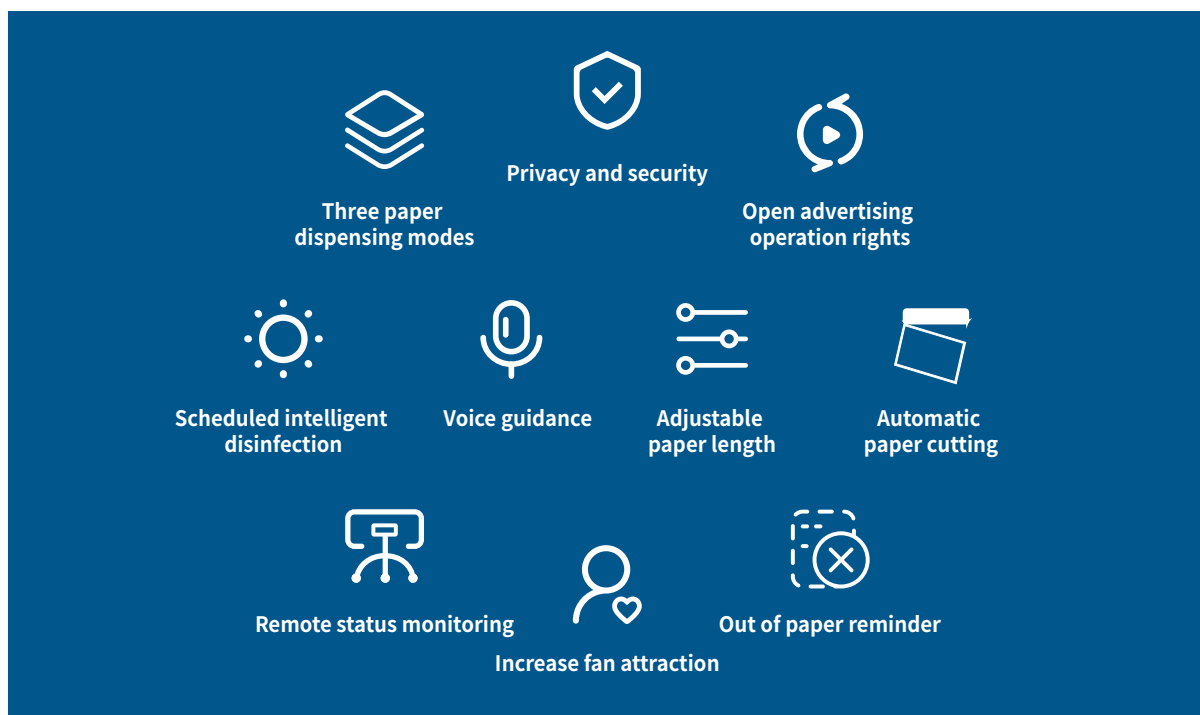 Privacy and security
Three paper
dispensing modes
Open advertising
operation rights
Scheduled intelligent
disinfection
Voice guidance
Adjustable
paper length
Automatic
paper cutting
Remote status monitoring
Increase fan attraction
Out of paper reminder